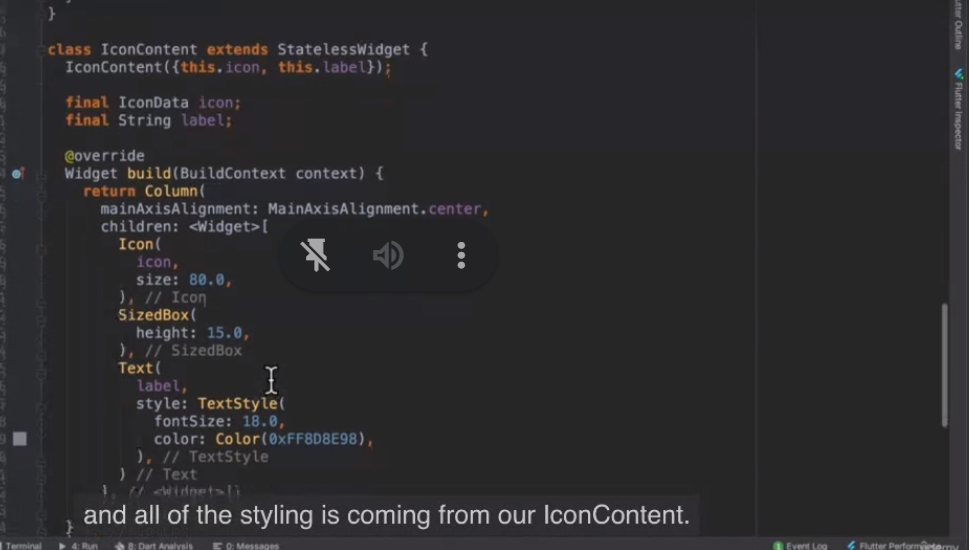 }
class IconContent extends StatelessWidget {
IconContent({this.icon, this.label});
final IconData icon;
final String label;
@override
Widget build(BuildContext context) {
return Column(
mainAxisAlignment: MainAxisAlignment.center,
children: <Widget>[
Icon(
icon,
size: 80.0,
), // Icon
SizedBox(
height: 15.0,
), // SizedBox
Text(
label,
style: TextStyle(
fontSize: 18.0,
color: Color(0xFF8D8E98),
), // TextStyle
) // Text
], // <Widget>[]
and all of the styling is coming from our IconContent.
}
Terminal
4: Run
Dart Analysis
0: Messages
Event Log
Flutter
Flutter Outline
Flutter Inspector